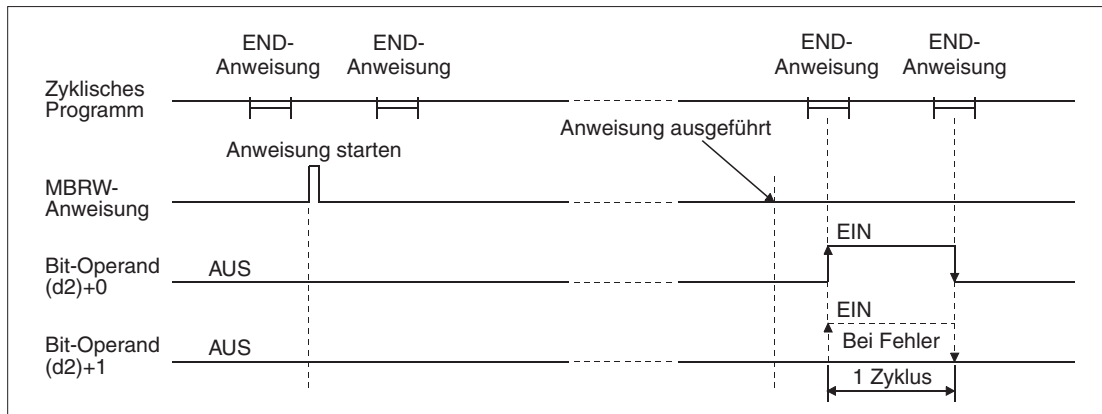 END-
Anweisung
END-
Anweisung
END-
Anweisung
END-
Anweisung
Zyklisches
Programm
Anweisung ausgeführt
Anweisung starten
MBRW-
Anweisung
EIN
Bit-Operand
(d2)+0
AUS
EIN
Bit-Operand
(d2)+1
AUS
Bei Fehler
1 Zyklus